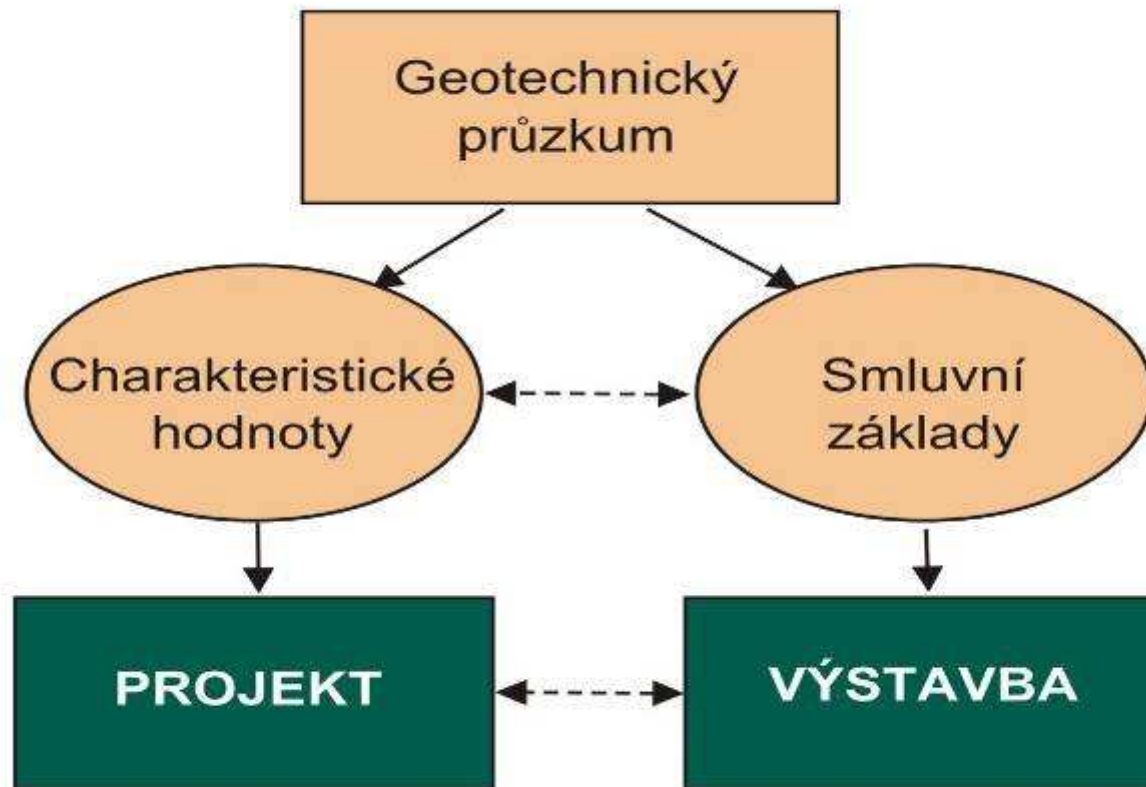 Geotechnický
průzkum
Charakteristické
hodnoty
Smluvní
základy
PROJEKT
VÝSTAVBA